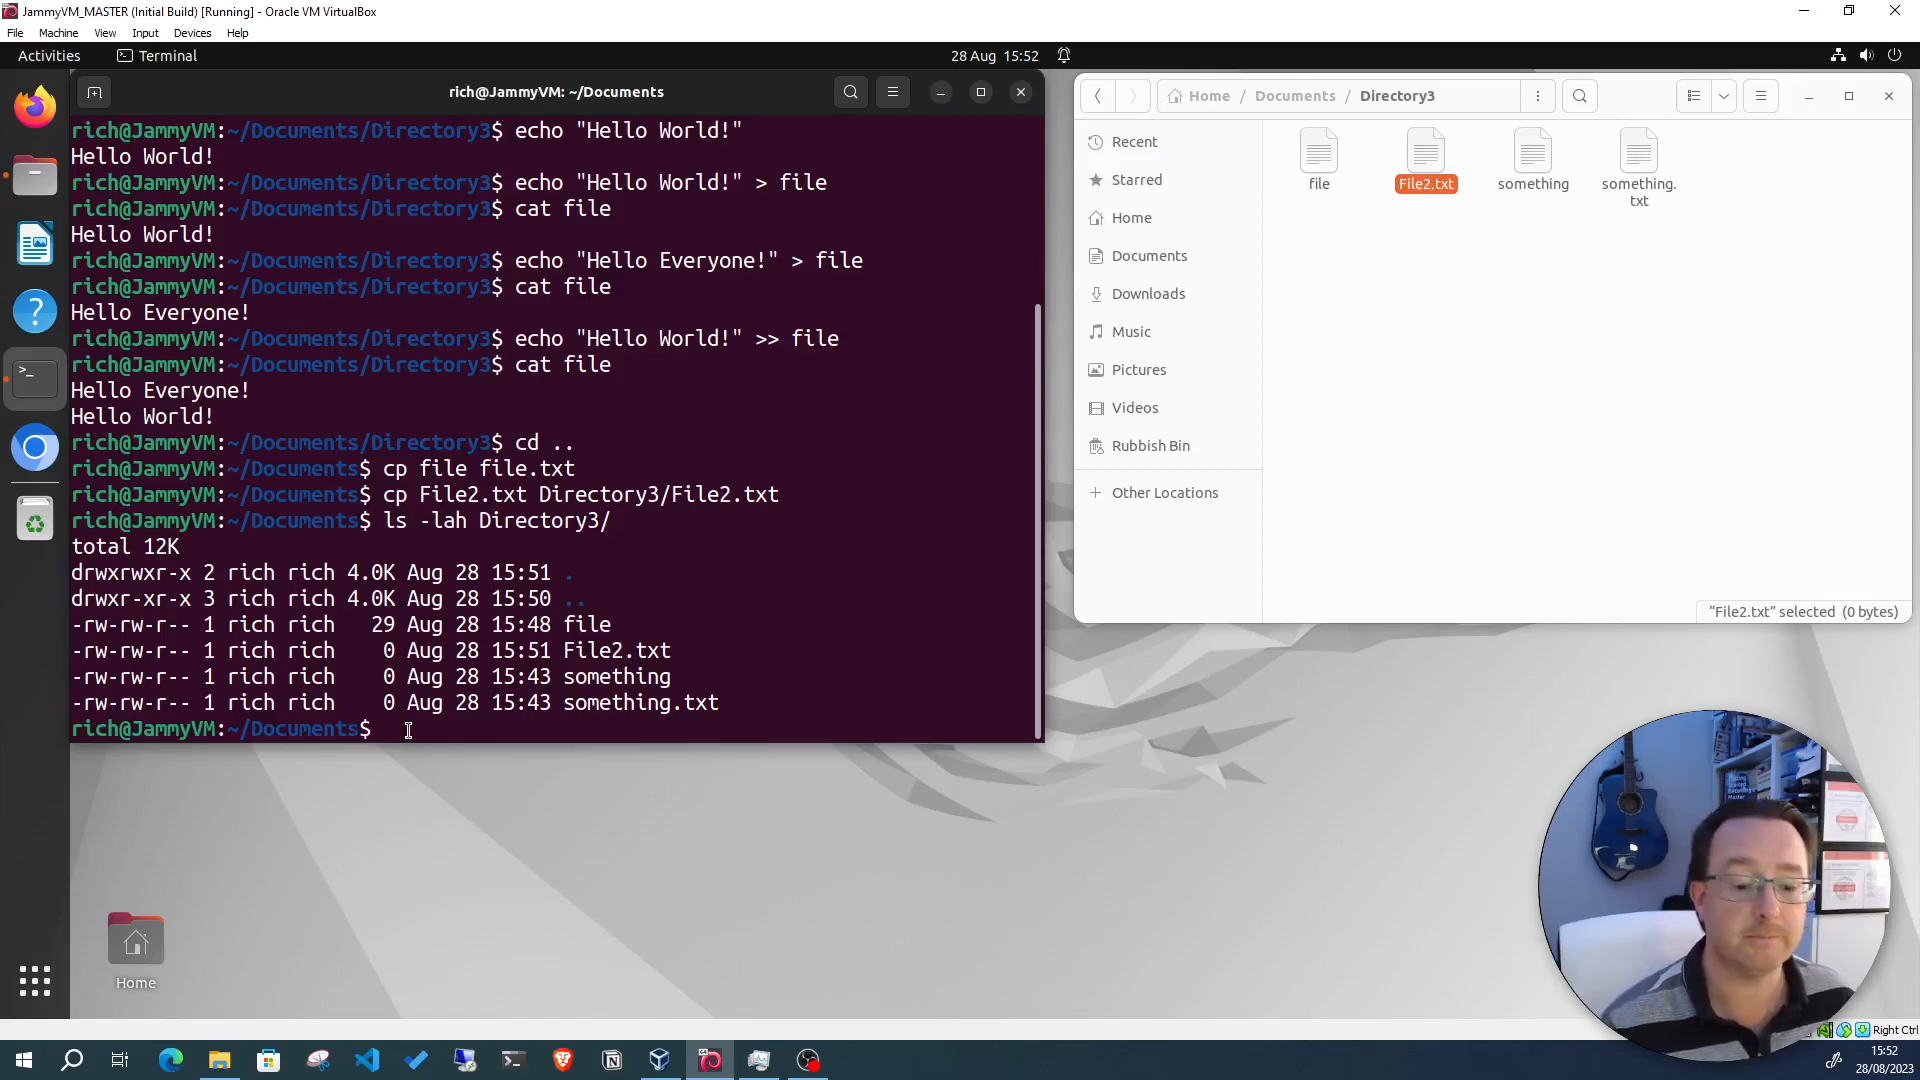 JammyVM_MASTER (Initial Build) [Running] - Oracle VM VirtualBox
File Machine View Input Devices Help
Activities Terminal 28 Aug 15:52
rich@JammyVM: ~/Documents
rich@JammyVM:~/Documents/Directory3$ echo "Hello World!"
Hello World!
rich@JammyVM:~/Documents/Directory3$ echo "Hello World!" > file
rich@JammyVM:~/Documents/Directory3$ cat file
Hello World!
rich@JammyVM:~/Documents/Directory3$ echo "Hello Everyone!" > file
rich@JammyVM:~/Documents/Directory3$ cat file
Hello Everyone!
rich@JammyVM:~/Documents/Directory3$ echo "Hello World!" >> file
rich@JammyVM:~/Documents/Directory3$ cat file
Hello Everyone!
Hello World!
rich@JammyVM:~/Documents/Directory3$ cd ..
rich@JammyVM:~/Documents$ cp file file.txt
rich@JammyVM:~/Documents$ cp File2.txt Directory3/File2.txt
rich@JammyVM:~/Documents$ ls -lah Directory3/
total 12K
drwxrwxr-x 2 rich rich 4.0K Aug 28 15:51 .
drwxr-xr-x 3 rich rich 4.0K Aug 28 15:50 ..
-rw-rw-r-- 1 rich rich   29 Aug 28 15:48 file
-rw-rw-r-- 1 rich rich    0 Aug 28 15:51 File2.txt
-rw-rw-r-- 1 rich rich    0 Aug 28 15:43 something
-rw-rw-r-- 1 rich rich    0 Aug 28 15:43 something.txt
rich@JammyVM:~/Documents$
Home / Documents / Directory3
Recent
Starred
Home
Documents
Downloads
Music
Pictures
Videos
Rubbish Bin
+ Other Locations
file
File2.txt
something
something.
txt
“File2.txt” selected (0 bytes)
Home
Right Ctrl
15:52
28/08/2023